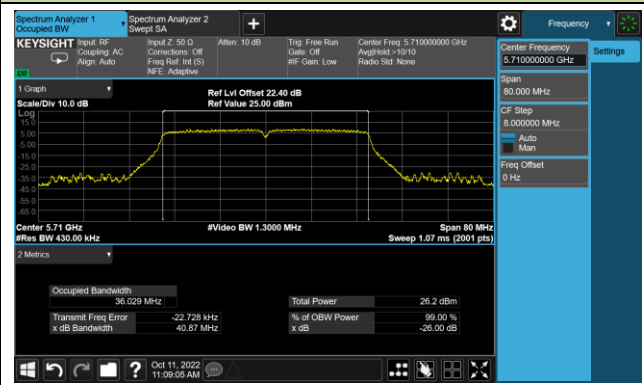 Spectrum Analyzer 1
Occupied BW
Spectrum Analyzer 2
Swept SA
Frequency
KEYSIGHT
Input: RF
Coupling: AC
Align: Auto
Input Z: 50 Ω
Corrections: Off
Freq Ref: Int (S)
NFE: Adaptive
Atten: 10 dB
Trig: Free Run
Gate: Off
#IF Gain: Low
Center Freq: 5.710000000 GHz
Avg|Hold >10/10
Radio Std: None
Center Frequency
5.710000000 GHz
Settings
Span
80.000 MHz
CF Step
8.000000 MHz
Auto
Man
Freq Offset
0 Hz
1 Graph
Scale/Div 10.0 dB
Ref Lvl Offset 22.40 dB
Ref Value 25.00 dBm
Log
15.0
5.00
-5.00
-15.0
-25.0
-35.0
-45.0
-55.0
-65.0
Center 5.71 GHz
#Res BW 430.00 kHz
#Video BW 1.3000 MHz
Span 80 MHz
Sweep 1.07 ms (2001 pts)
2 Metrics
Occupied Bandwidth
36.029 MHz
Total Power 26.2 dBm
Transmit Freq Error -22.728 kHz
% of OBW Power 99.00 %
x dB Bandwidth 40.87 MHz
x dB -26.00 dB
?
Oct 11, 2022
11:09:05 AM